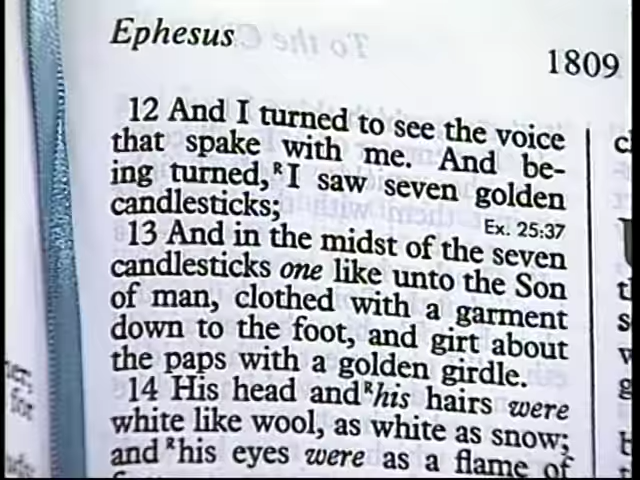 Ephesus
1809
12 And I turned to see the voice
that spake with me. And be-
ing turned, ᴿI saw seven golden
candlesticks;
Ex. 25:37
13 And in the midst of the seven
candlesticks one like unto the Son
of man, clothed with a garment
down to the foot, and girt about
the paps with a golden girdle.
14 His head and ᴿhis hairs were
white like wool, as white as snow;
and ᴿhis eyes were as a flame of